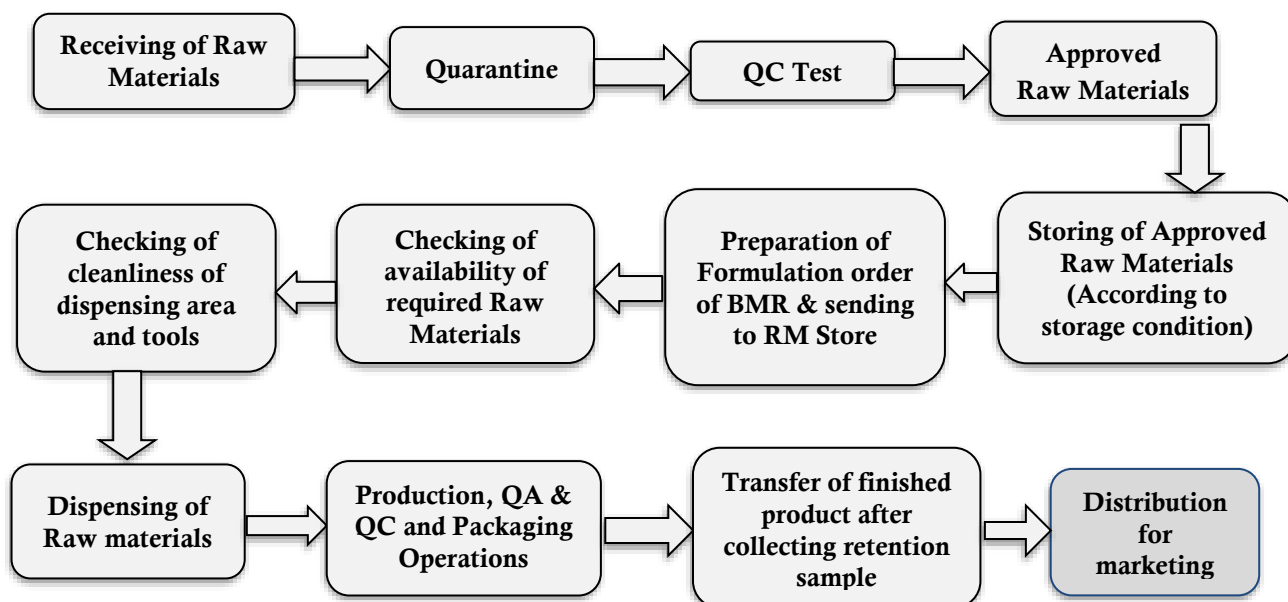 Receiving of Raw
Materials
Quarantine
QC Test
Approved
Raw Materials
Storing of Approved
Raw Materials
(According to
storage condition)
Preparation of
Formulation order
of BMR & sending
to RM Store
Checking of
availability of
required Raw
Materials
Checking of
cleanliness of
dispensing area
and tools
Dispensing of
Raw materials
Production, QA &
QC and Packaging
Operations
Transfer of finished
product after
collecting retention
sample
Distribution
for
marketing